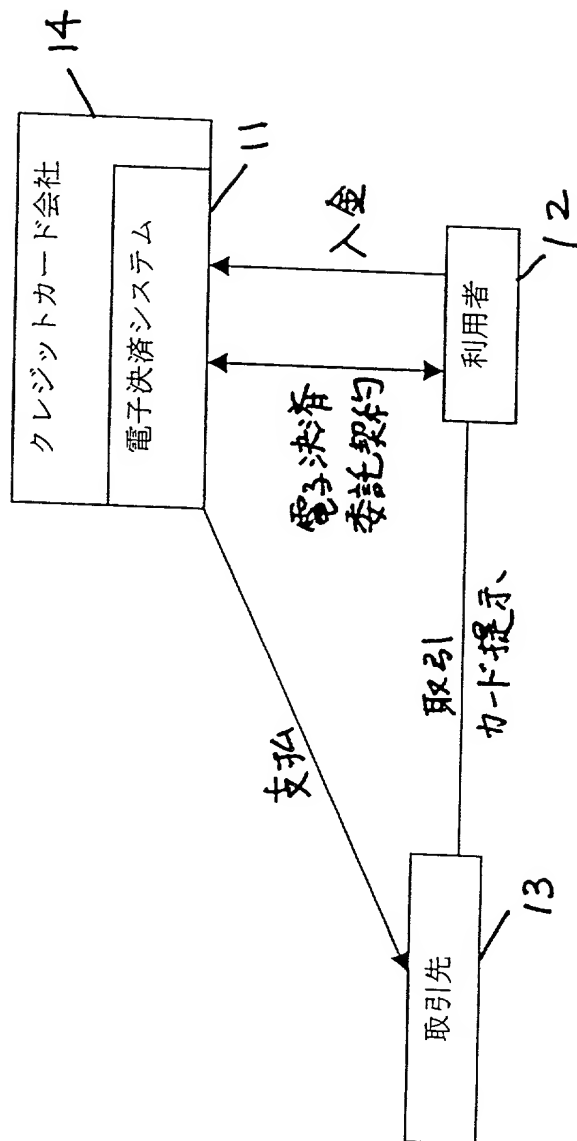 14
クレジットカード会社
電子決済システム
11
入金
電子決済
委託契約
利用者
12
支払
取引
カード提示
取引先
13